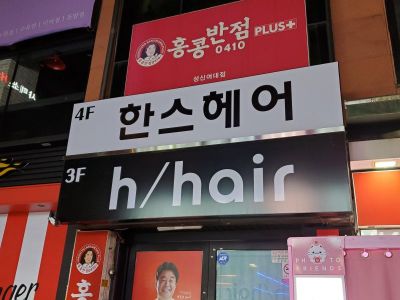 홍콩반점 PLUS+
0410
성신여대점
4F 한스헤어
3F h/hair
PHOTO
FRIENDS